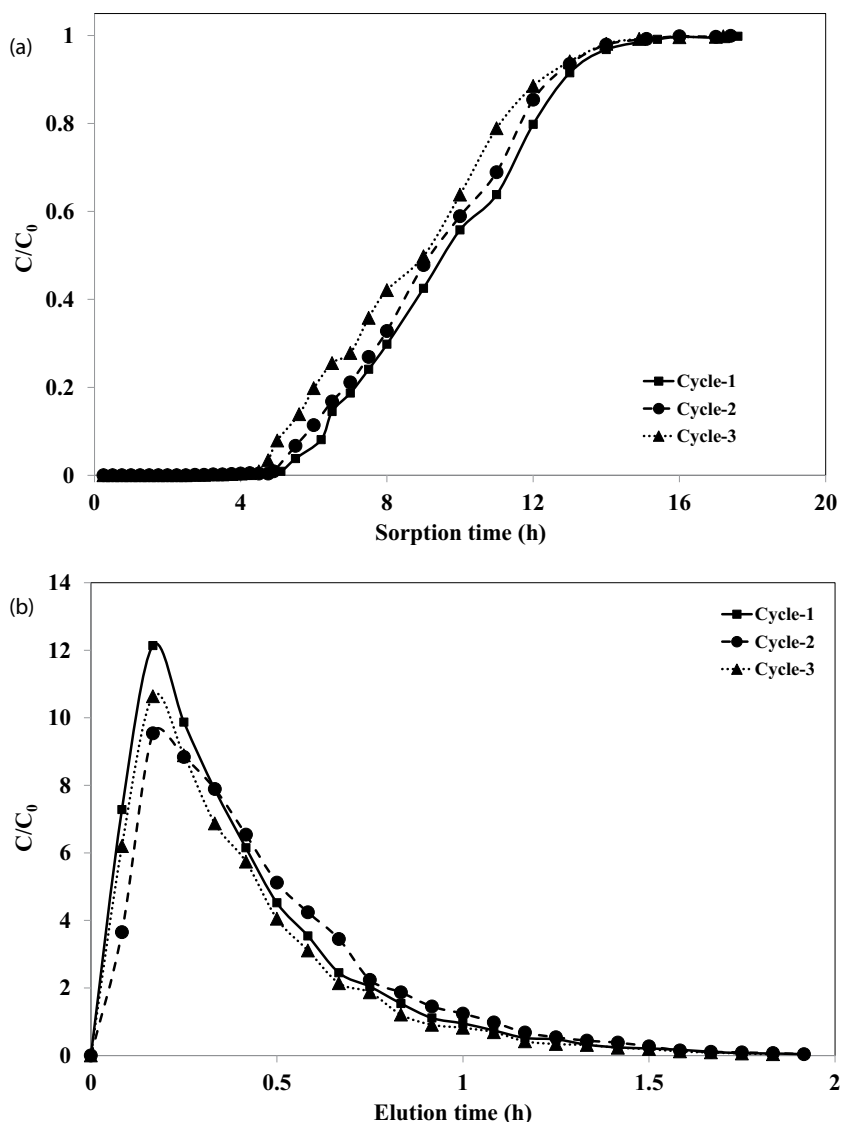 (a)
1
0.8
0.6
0.4
0.2
0
C/C₀
Cycle-1
Cycle-2
Cycle-3
0 4 8 12 16 20
Sorption time (h)
(b)
14
12
10
8
6
4
2
0
C/C₀
Cycle-1
Cycle-2
Cycle-3
0 0.5 1 1.5 2
Elution time (h)